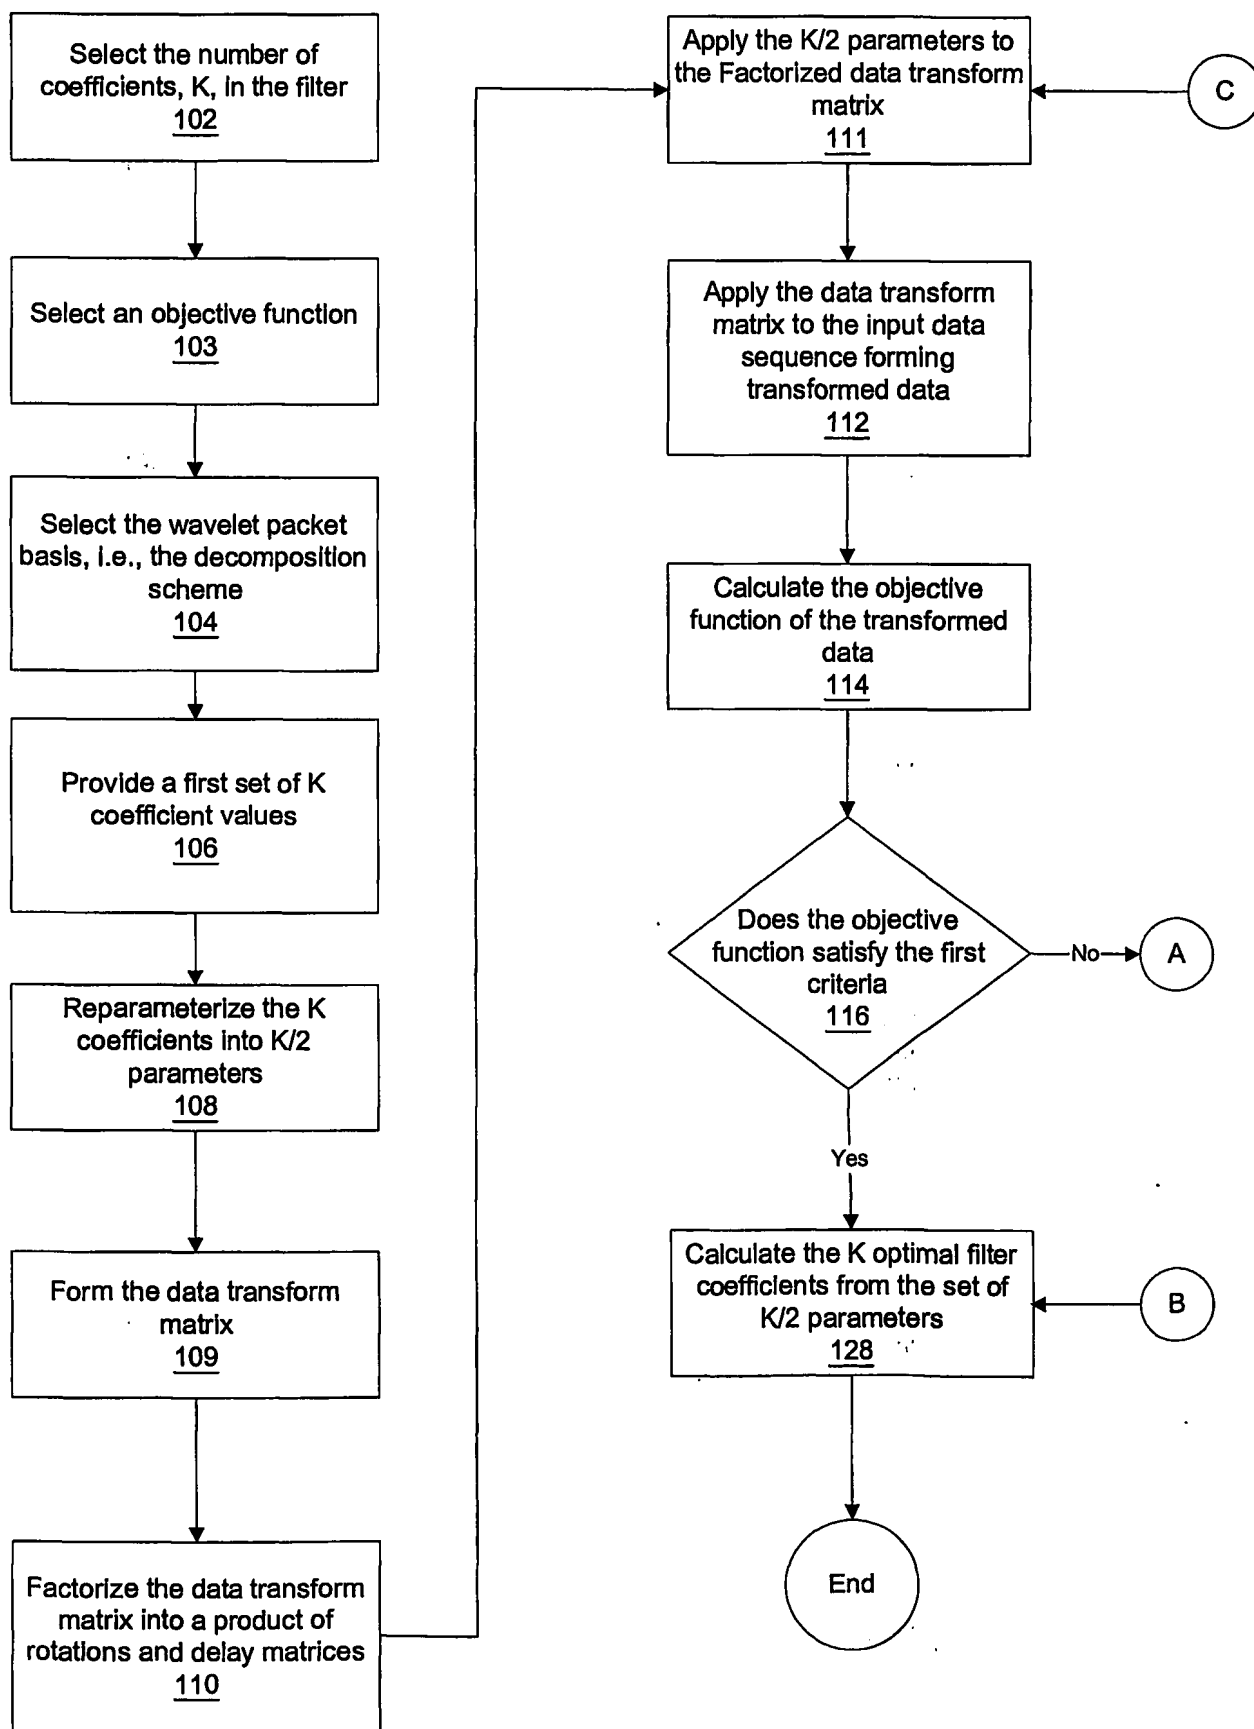 Select the number of
coefficients, K, in the filter
102
Select an objective function
103
Select the wavelet packet
basis, i.e., the decomposition
scheme
104
Provide a first set of K
coefficient values
106
Reparameterize the K
coefficients into K/2
parameters
108
Form the data transform
matrix
109
Factorize the data transform
matrix into a product of
rotations and delay matrices
110
Apply the K/2 parameters to
the Factorized data transform
matrix
111
C
Apply the data transform
matrix to the input data
sequence forming
transformed data
112
Calculate the objective
function of the transformed
data
114
Does the objective
function satisfy the first
criteria
116
No
A
Yes
Calculate the K optimal filter
coefficients from the set of
K/2 parameters
128
B
End